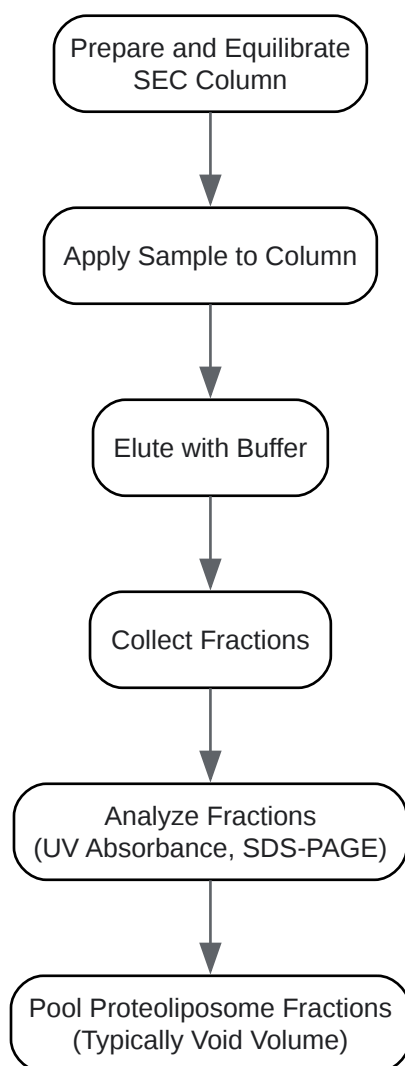 Prepare and Equilibrate
SEC Column
Apply Sample to Column
Elute with Buffer
Collect Fractions
Analyze Fractions
(UV Absorbance, SDS-PAGE)
Pool Proteoliposome Fractions
(Typically Void Volume)